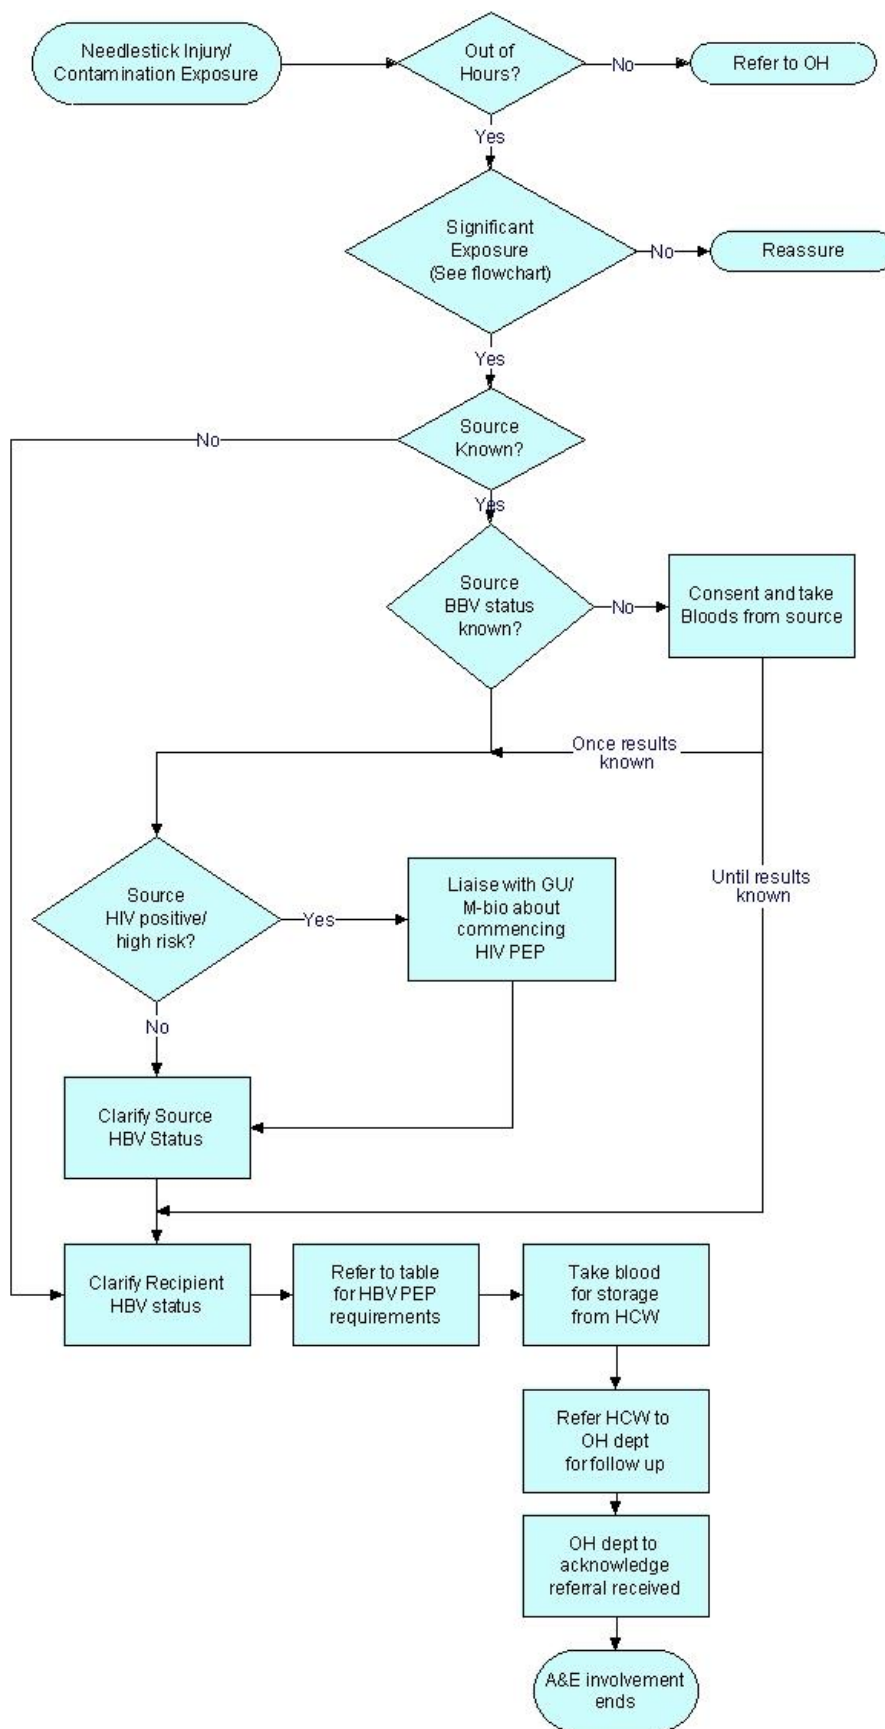 Needlestick Injury/
Contamination Exposure
Out of
Hours?
No
Refer to OH
Yes
Significant
Exposure
(See flowchart)
No
Reassure
Yes
Source
Known?
No
Yes
Source
BBV status
known?
No
Consent and take
Bloods from source
Once results
known
Until results
known
Source
HIV positive/
high risk?
Yes
Liaise with GU/
M-bio about
commencing
HIV PEP
No
Clarify Source
HBV Status
Clarify Recipient
HBV status
Refer to table
for HBV PEP
requirements
Take blood
for storage
from HCW
Refer HCW to
OH dept
for follow up
OH dept to
acknowledge
referral received
A&E involvement
ends